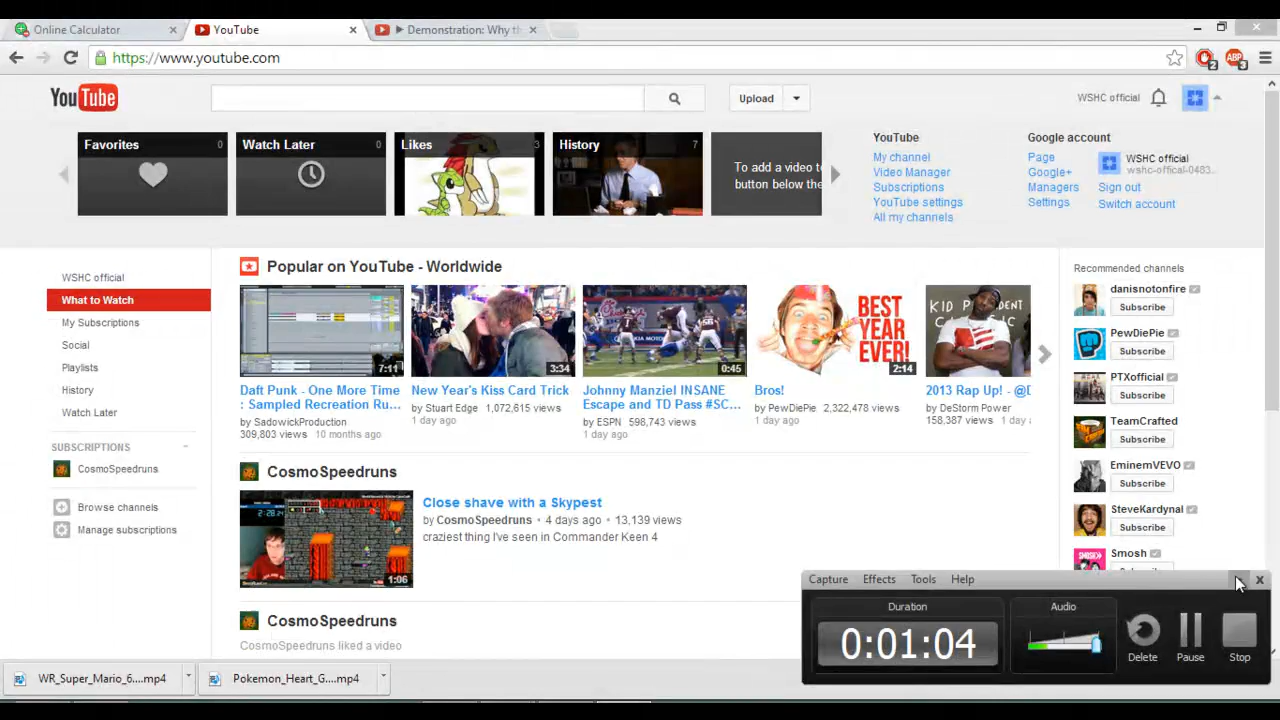 Online Calculator
YouTube
Demonstration: Why th
https://www.youtube.com
2
ABP
3
YouTube
Upload
WSHC official
Favorites 0
Watch Later 0
Likes 3
History 7
To add a video to
button below the
YouTube
My channel
Video Manager
Subscriptions
YouTube settings
All my channels
Google account
Page
Google+
Managers
Settings
WSHC official
wshc-offical-0483...
Sign out
Switch account
WSHC official
What to Watch
My Subscriptions
Social
Playlists
History
Watch Later
SUBSCRIPTIONS
CosmoSpeedruns
Browse channels
Manage subscriptions
Popular on YouTube - Worldwide
7:11
Daft Punk - One More Time
: Sampled Recreation Ru...
by SadowickProduction
309,803 views 10 months ago
3:34
New Year's Kiss Card Trick
by Stuart Edge 1,072,615 views
1 day ago
0:45
Johnny Manziel INSANE
Escape and TD Pass #SC...
by ESPN 598,743 views
1 day ago
BEST
YEAR
EVER!
2:14
Bros!
by PewDiePie 2,322,478 views
1 day ago
2013 Rap Up! - @D
by DeStorm Power
158,387 views 1 day a
CosmoSpeedruns
2:28
1:06
Close shave with a Skypest
by CosmoSpeedruns • 4 days ago • 13,139 views
craziest thing I've seen in Commander Keen 4
CosmoSpeedruns
CosmoSpeedruns liked a video
Recommended channels
danisnotonfire
Subscribe
PewDiePie
Subscribe
PTXofficial
Subscribe
TeamCrafted
Subscribe
EminemVEVO
Subscribe
SteveKardynal
Subscribe
Smosh
Capture Effects Tools Help
Duration
0:01:04
Audio
Delete
Pause
Stop
WR_Super_Mario_6....mp4
Pokemon_Heart_G....mp4